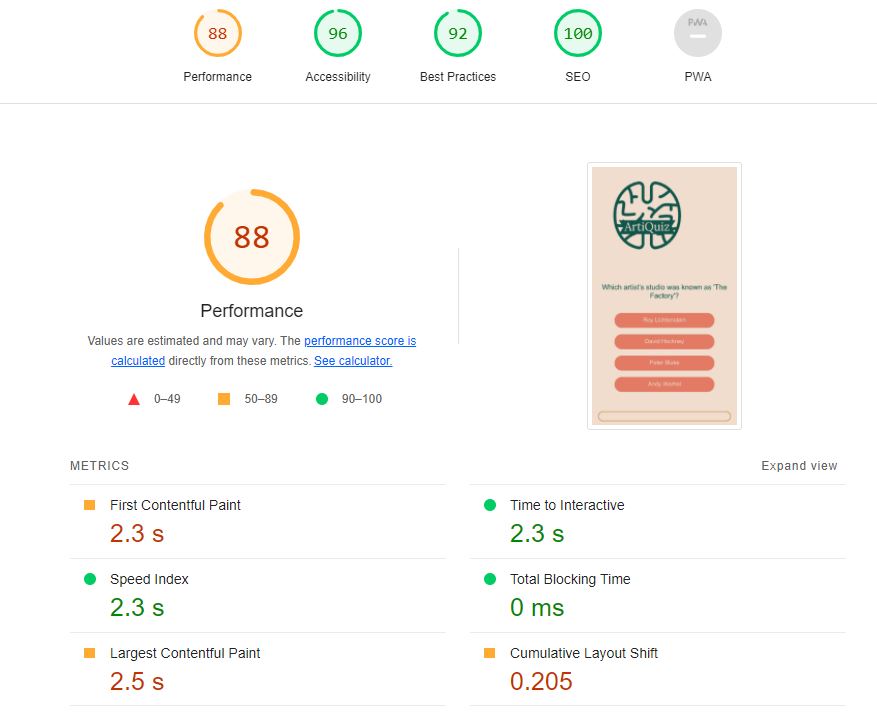 88
96
92
100
PWA
Performance
Accessibility
Best Practices
SEO
PWA
88
Performance
Values are estimated and may vary. The performance score is
calculated directly from these metrics. See calculator.
0–49
50–89
90–100
ArtiQuiz
Which artist's studio was known as 'The
Factory'?
Roy Lichtenstein
David Hockney
Peter Blake
Andy Warhol
METRICS
Expand view
First Contentful Paint
2.3 s
Time to Interactive
2.3 s
Speed Index
2.3 s
Total Blocking Time
0 ms
Largest Contentful Paint
2.5 s
Cumulative Layout Shift
0.205